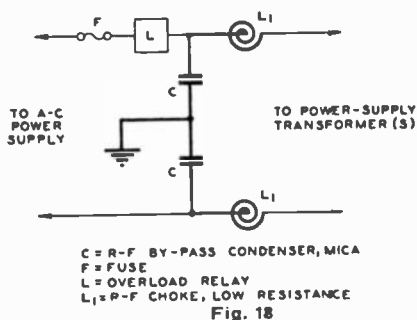 F
L
L1
C
TO A-C
POWER
SUPPLY
TO POWER-SUPPLY
TRANSFORMER(S)
C
L1
C = R-F BY-PASS CONDENSER, MICA
F = FUSE
L = OVERLOAD RELAY
L1 = R-F CHOKE, LOW RESISTANCE
Fig. 18